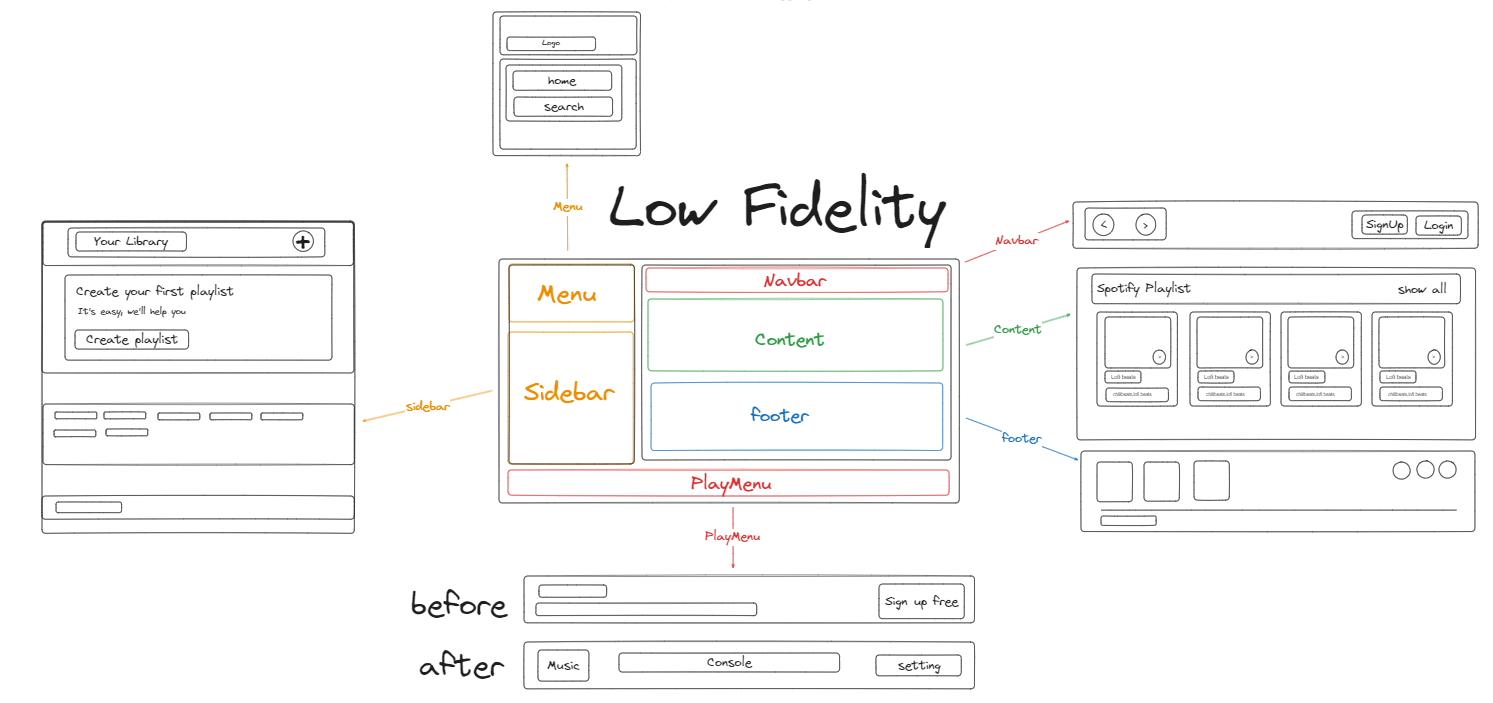 Logo
home
search
Menu
Low Fidelity
Your Library
Create your first playlist
It's easy, we'll help you
Create playlist
sidebar
Menu
Sidebar
Navbar
Content
footer
PlayMenu
Navbar
Content
footer
< >
SignUp Login
Spotify Playlist show all
> > > >
Lofi beats Lofi beats Lofi beats Lofi beats
chillbeats,lofi beats chillbeats,lofi beats chillbeats,lofi beats chillbeats,lofi beats
PlayMenu
before
Sign up free
after
Music Console setting